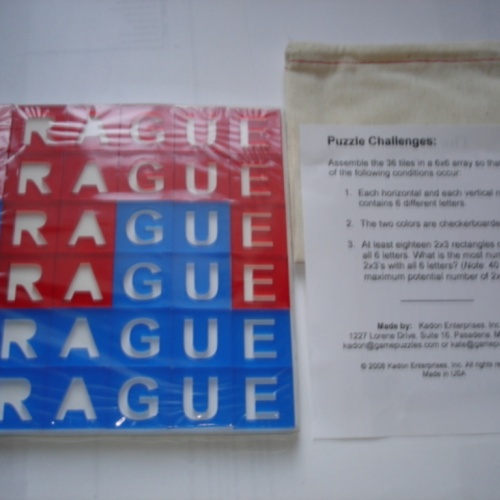 RAGUE
RAGUE
RAGUE
RAGUE
RAGUE
RAGUE
Puzzle Challenges:
Assemble the 36 tiles in a 6x6 array so tha
of the following conditions occur:
1. Each horizontal and each vertical
contains 6 different letters.
2. The two colors are checkerboarde
3. At least eighteen 2x3 rectangles
all 6 letters. What is the most num
2x3's with all 6 letters? (Note: 40
maximum potential number of 2x
Made by: Kadon Enterprises, Inc.
1227 Lorene Drive, Suite 16, Pasadena, M
kadon@gamepuzzles.com or kate@gamep
© 2008 Kadon Enterprises, Inc. All rights re
Made in USA